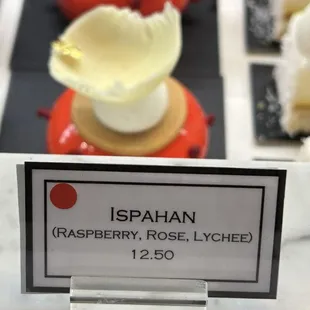 ISPAHAN
(RASPBERRY, ROSE, LYCHEE)
12.50